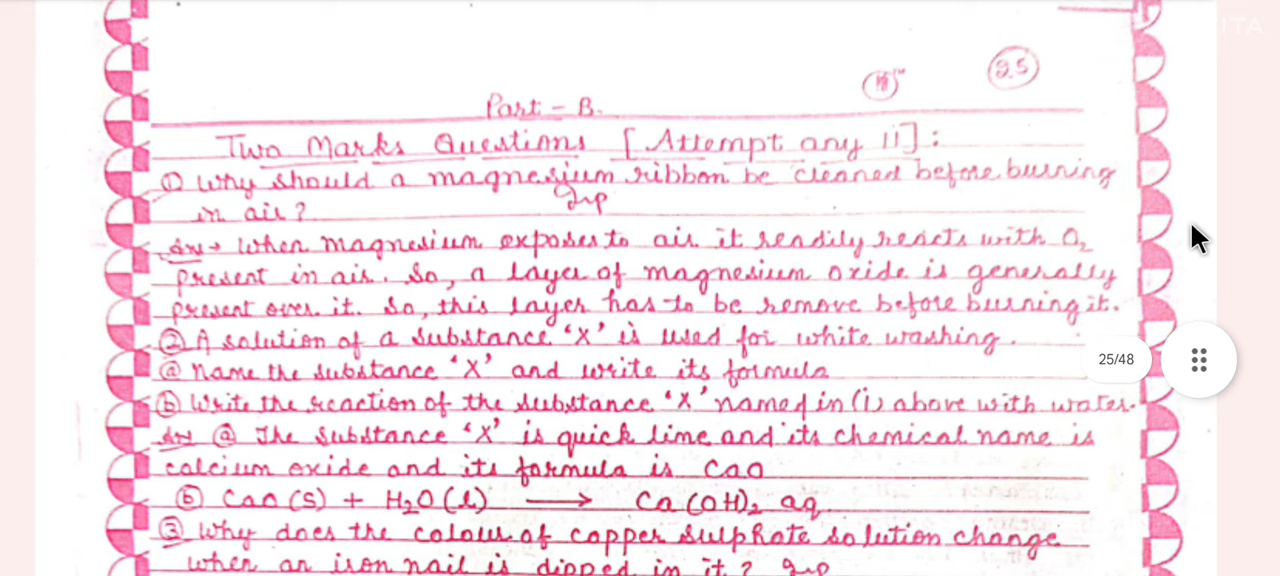 ITA
25
Part - B.
Two Marks Questions [Attempt any 11] :
① Why should a magnesium ribbon be cleaned before burning
in air?
Imp
Ans → When magnesium exposes to air it readily reacts with O₂
present in air. So, a layer of magnesium oxide is generally
present over it. So, this layer has to be remove before burning it.
② A solution of a substance 'X' is used for white washing.
ⓐ Name the substance 'X' and write its formula
ⓑ Write the reaction of the substance 'X' named in (i) above with water.
Ans ⓐ The substance 'X' is quick lime and its chemical name is
calcium oxide and its formula is CaO
ⓑ CaO (s) + H₂O (l) → Ca(OH)₂ aq.
③ Why does the colour of copper sulphate solution change
when an iron nail is dipped in it? Imp
25/48